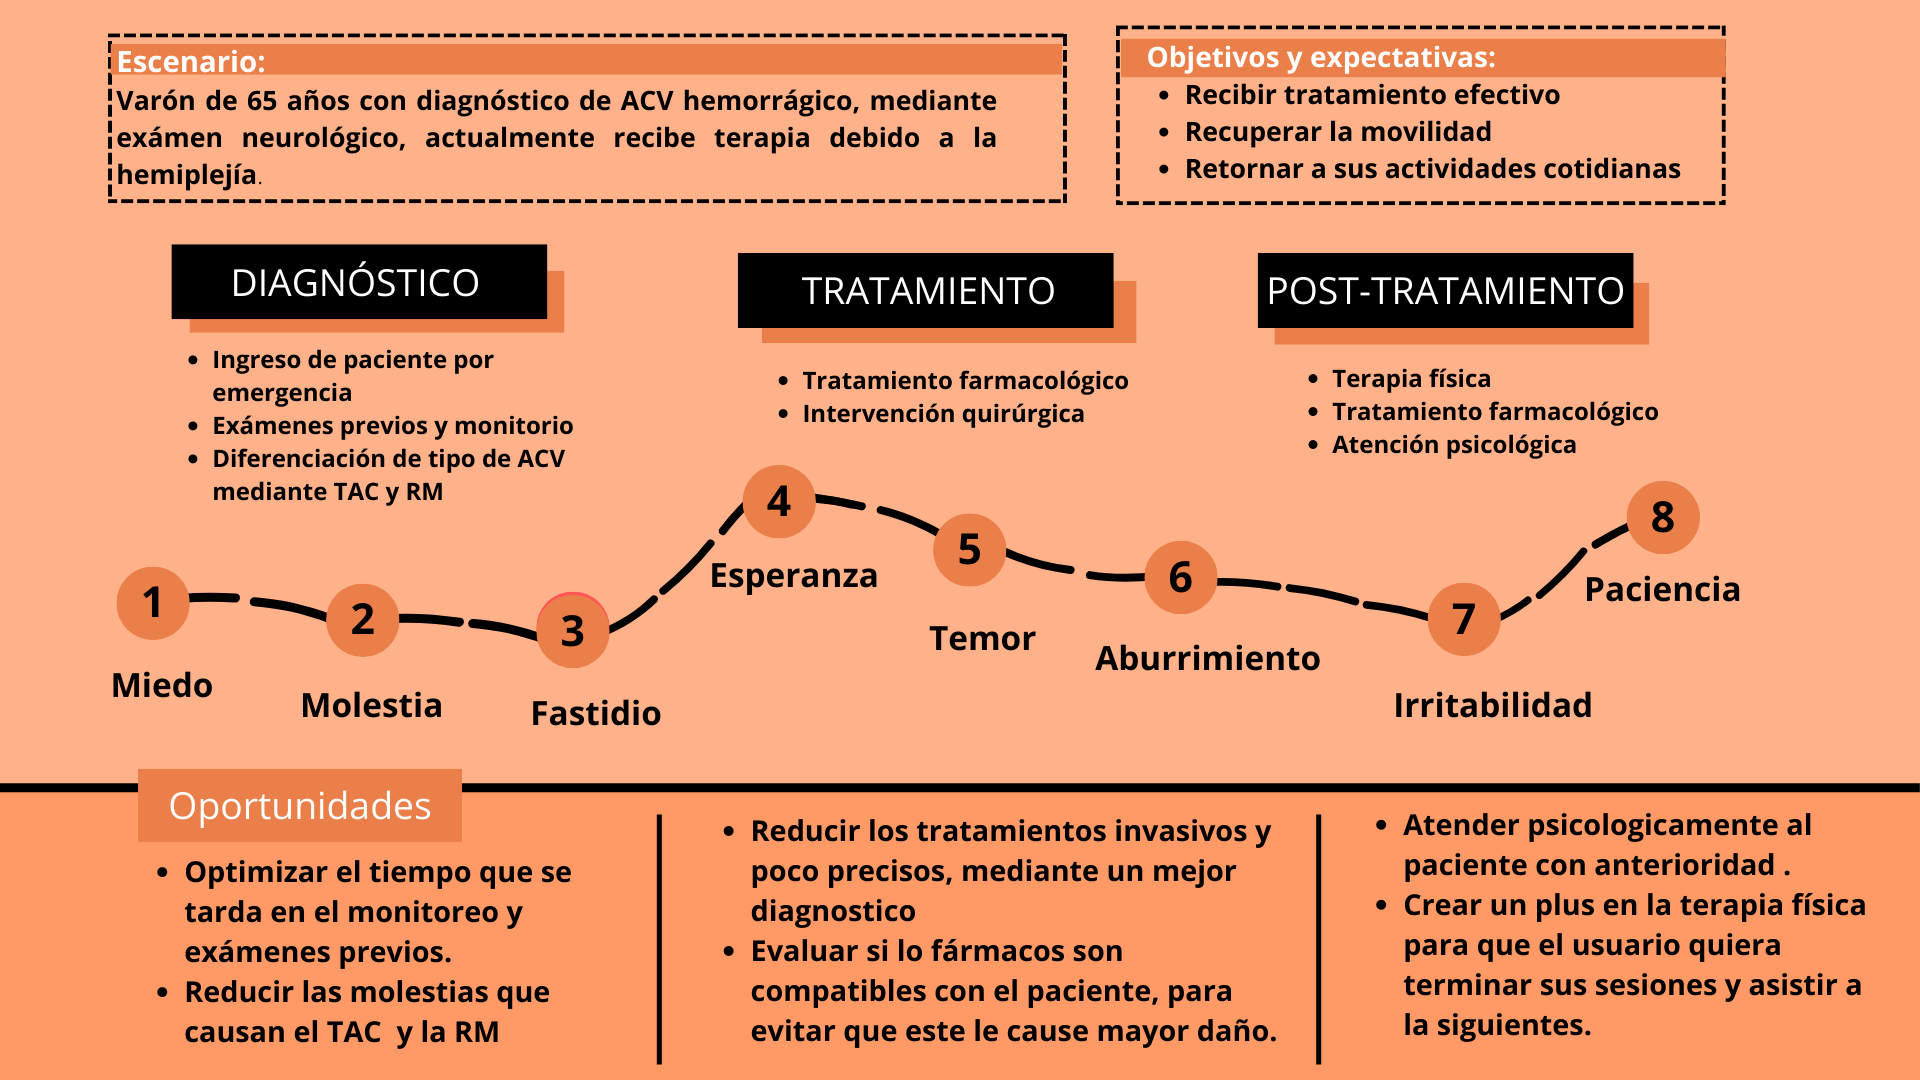 Escenario:
Varón de 65 años con diagnóstico de ACV hemorrágico, mediante
exámen neurológico, actualmente recibe terapia debido a la
hemiplejía.
Objetivos y expectativas:
• Recibir tratamiento efectivo
• Recuperar la movilidad
• Retornar a sus actividades cotidianas
DIAGNÓSTICO
• Ingreso de paciente por
emergencia
• Exámenes previos y monitorio
• Diferenciación de tipo de ACV
mediante TAC y RM
TRATAMIENTO
• Tratamiento farmacológico
• Intervención quirúrgica
POST-TRATAMIENTO
• Terapia física
• Tratamiento farmacológico
• Atención psicológica
1
Miedo
2
Molestia
3
Fastidio
4
Esperanza
5
Temor
6
Aburrimiento
7
Irritabilidad
8
Paciencia
Oportunidades
• Optimizar el tiempo que se
tarda en el monitoreo y
exámenes previos.
• Reducir las molestias que
causan el TAC  y la RM
• Reducir los tratamientos invasivos y
poco precisos, mediante un mejor
diagnostico
• Evaluar si lo fármacos son
compatibles con el paciente, para
evitar que este le cause mayor daño.
• Atender psicologicamente al
paciente con anterioridad .
• Crear un plus en la terapia física
para que el usuario quiera
terminar sus sesiones y asistir a
la siguientes.